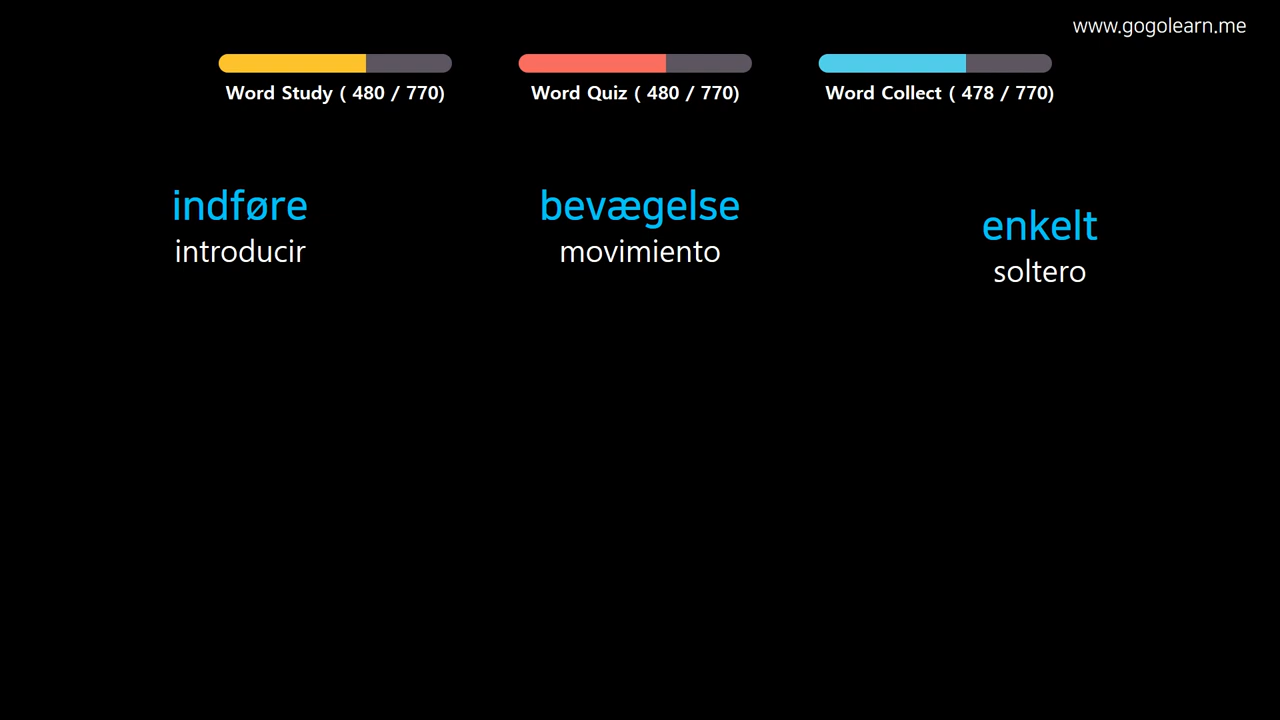 www.gogolearn.me
Word Study ( 480 / 770)
Word Quiz ( 480 / 770)
Word Collect ( 478 / 770)
indføre
introducir
bevægelse
movimiento
enkelt
soltero